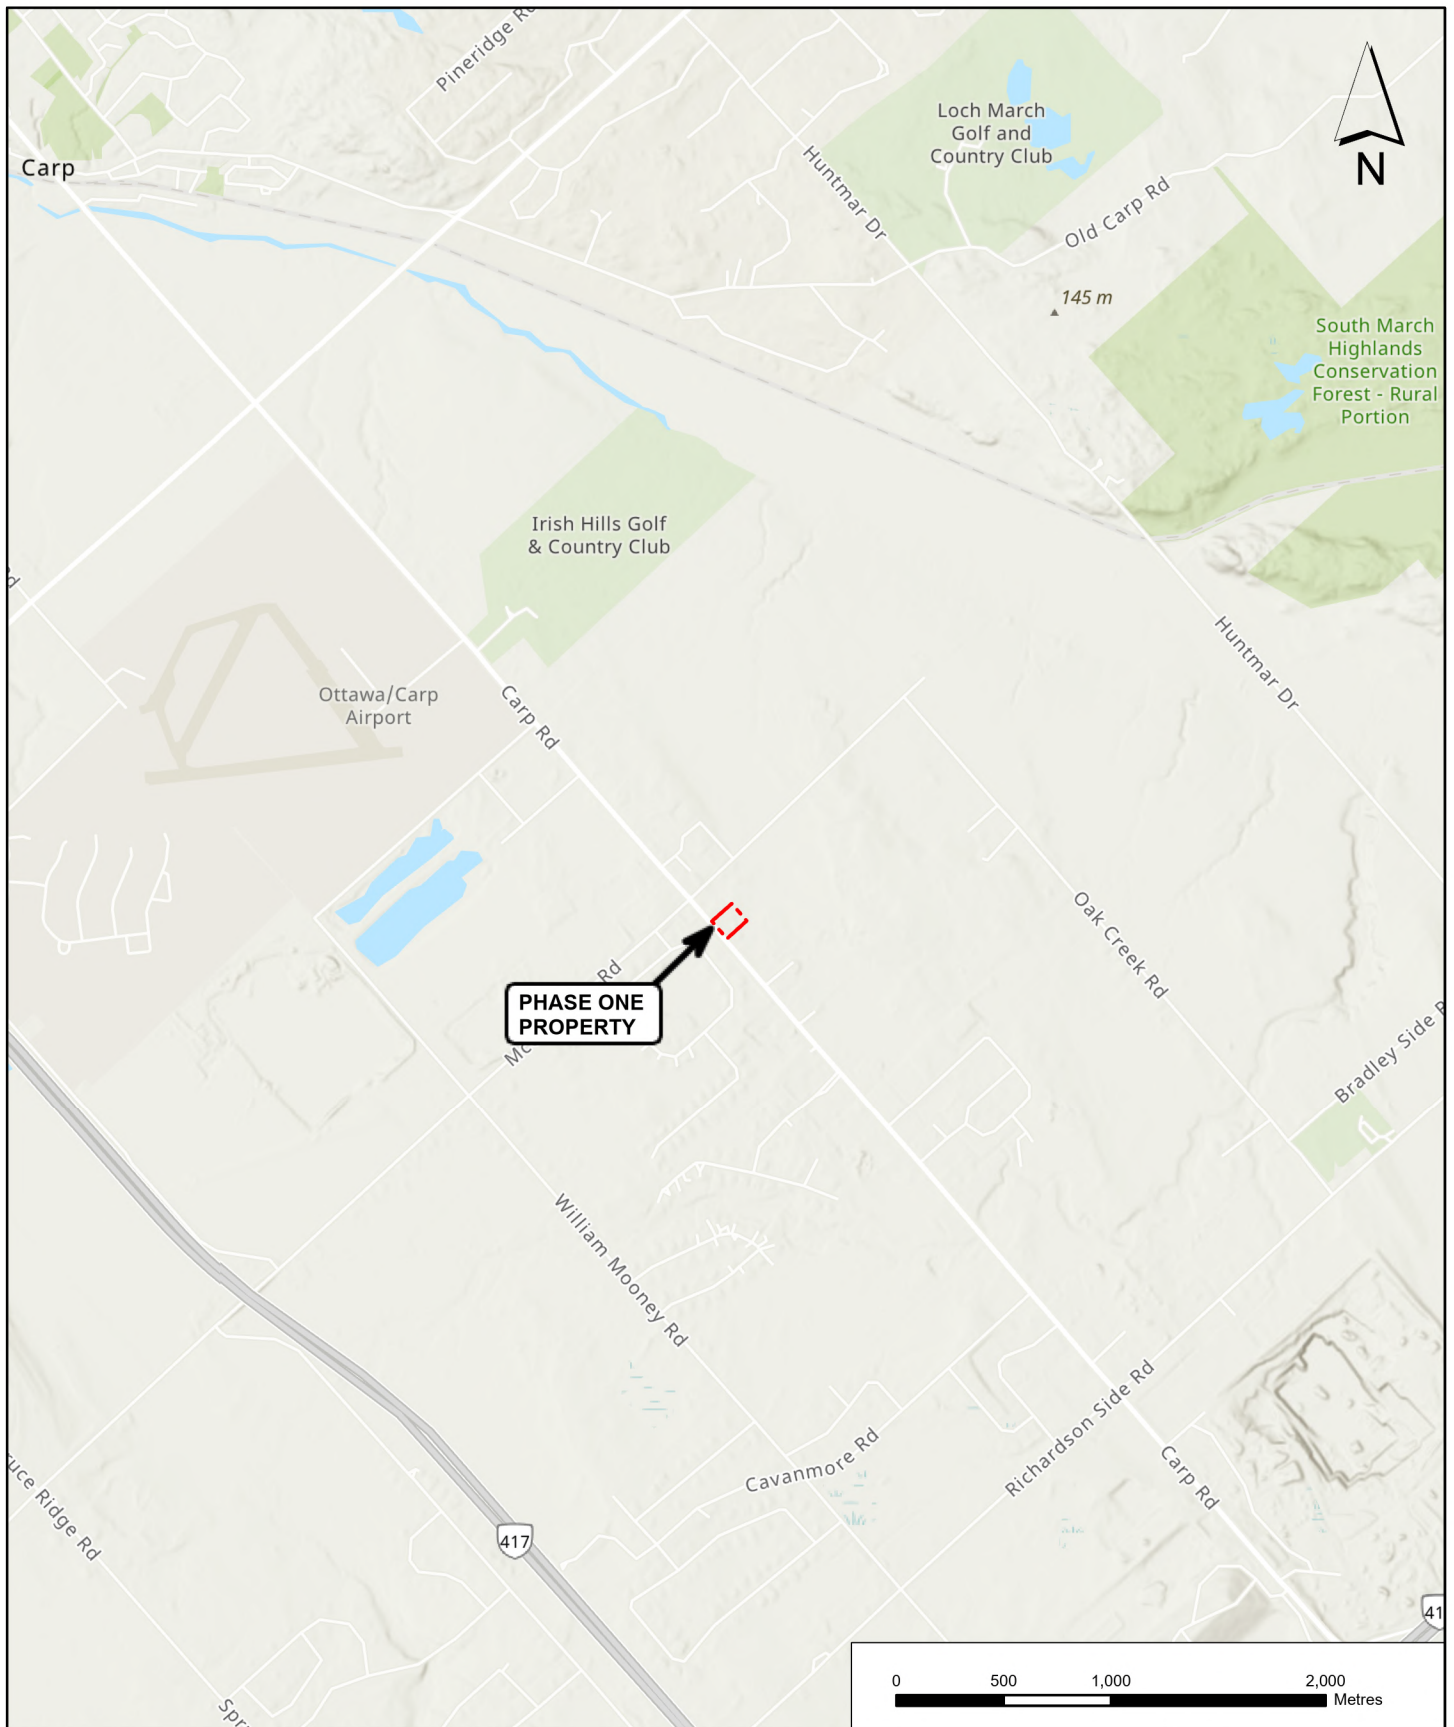 Pineridge
Loch March
Golf and
Country Club
Carp
Huntmar Dr
Old Carp Rd
N
145 m
South March
Highlands
Conservation
Forest - Rural
Portion
Irish Hills Golf
& Country Club
Huntmar Dr
Ottawa/Carp
Airport
Carp Rd
Oak Creek Rd
Rd
PHASE ONE
PROPERTY
Bradley Side
William Mooney Rd
Richardson Side Rd
Cavanmore Rd
Carp Rd
Ridge Rd
417
41
0 500 1,000 2,000
Metres